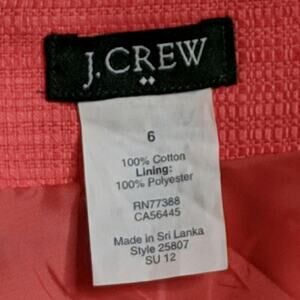 J.CREW
6
100% Cotton
Lining:
100% Polyester
RN77388
CA56445
Made in Sri Lanka
Style 25807
SU 12